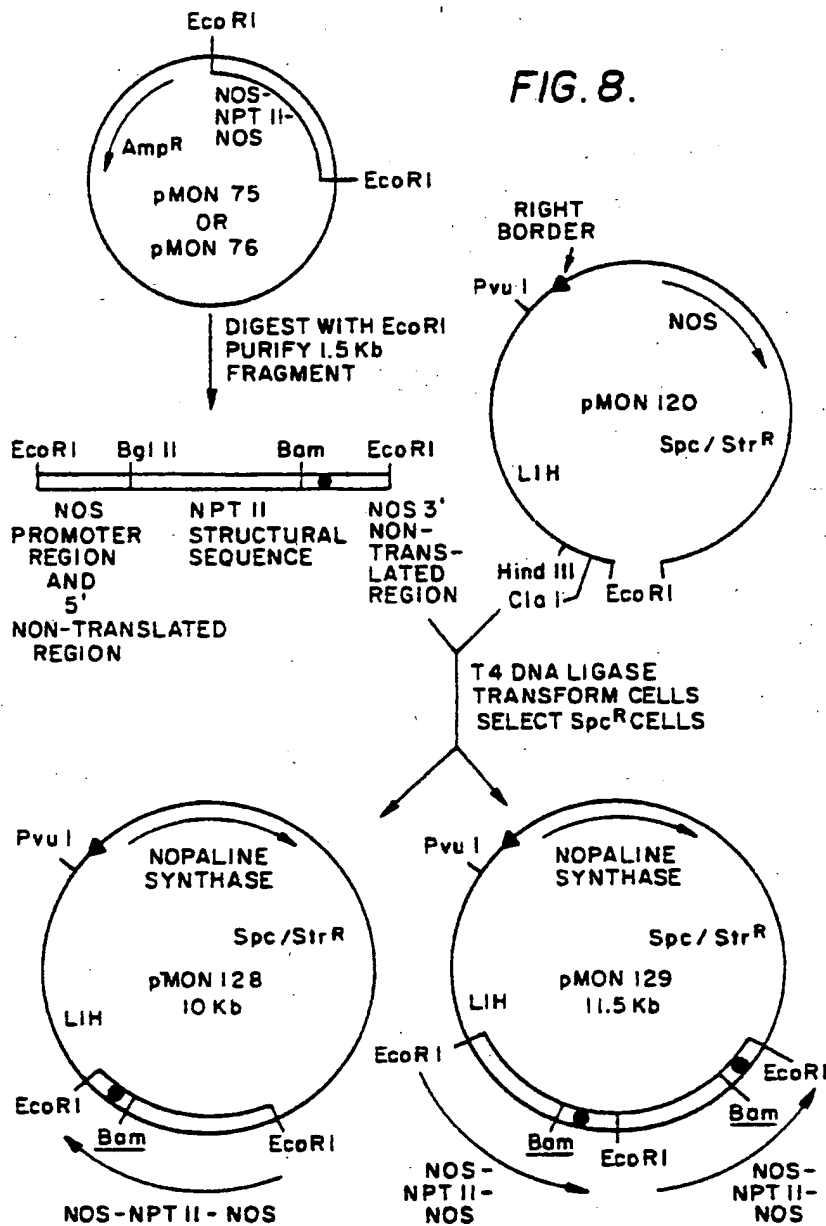 FIG. 8.
Eco RI
NOS-
NPT II-
NOS
AmpR
EcoRI
pMON 75
OR
pMON 76
DIGEST WITH EcoRI
PURIFY 1.5 Kb
FRAGMENT
RIGHT
BORDER
Pvu I
NOS
pMON 120
Spc/StrR
LIH
Hind III
Cla I
EcoRI
EcoRI
Bgl II
Bam
EcoRI
NOS
PROMOTER
REGION
AND
5'
NON-TRANSLATED
REGION
NPT II
STRUCTURAL
SEQUENCE
NOS 3'
NON-
TRANS-
LATED
REGION
T4 DNA LIGASE
TRANSFORM CELLS
SELECT SpcR CELLS
Pvu I
NOPALINE
SYNTHASE
Spc/StrR
pMON 128
10 Kb
LIH
EcoRI
Bam
EcoRI
NOS-NPT II-NOS
Pvu I
NOPALINE
SYNTHASE
Spc/StrR
pMON 129
11.5 Kb
LIH
EcoRI
Bam
EcoRI
Bam
EcoRI
NOS-
NPT II-
NOS
NOS-
NPT II-
NOS